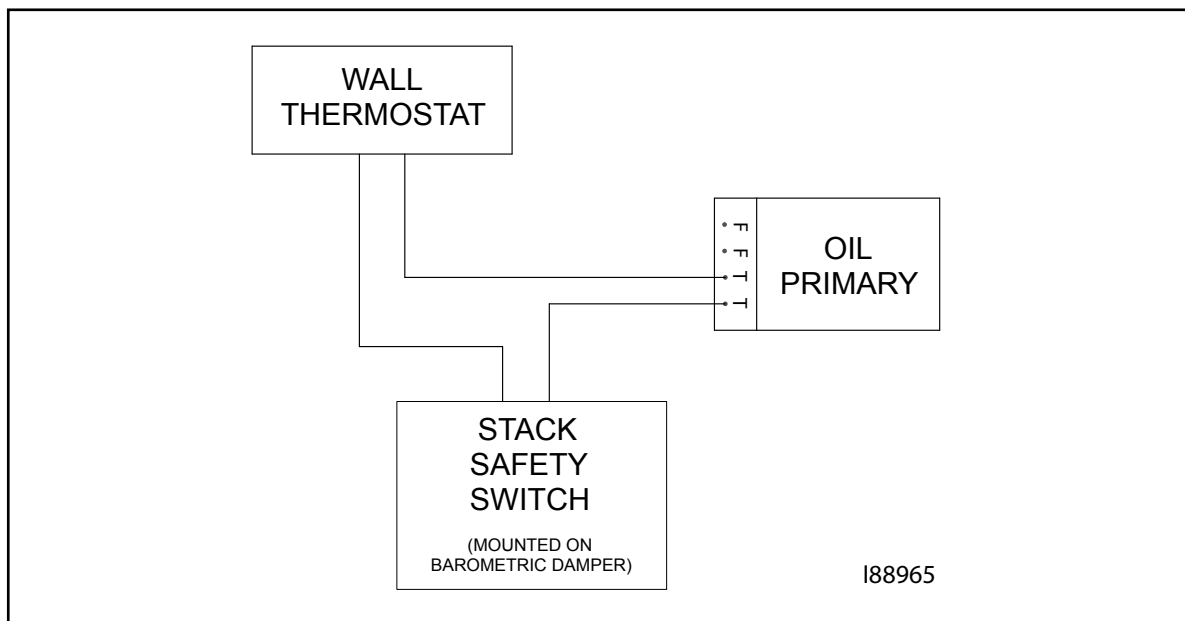 WALL
THERMOSTAT
F
F
T
T
OIL
PRIMARY
STACK
SAFETY
SWITCH
(MOUNTED ON
BAROMETRIC DAMPER)
I88965